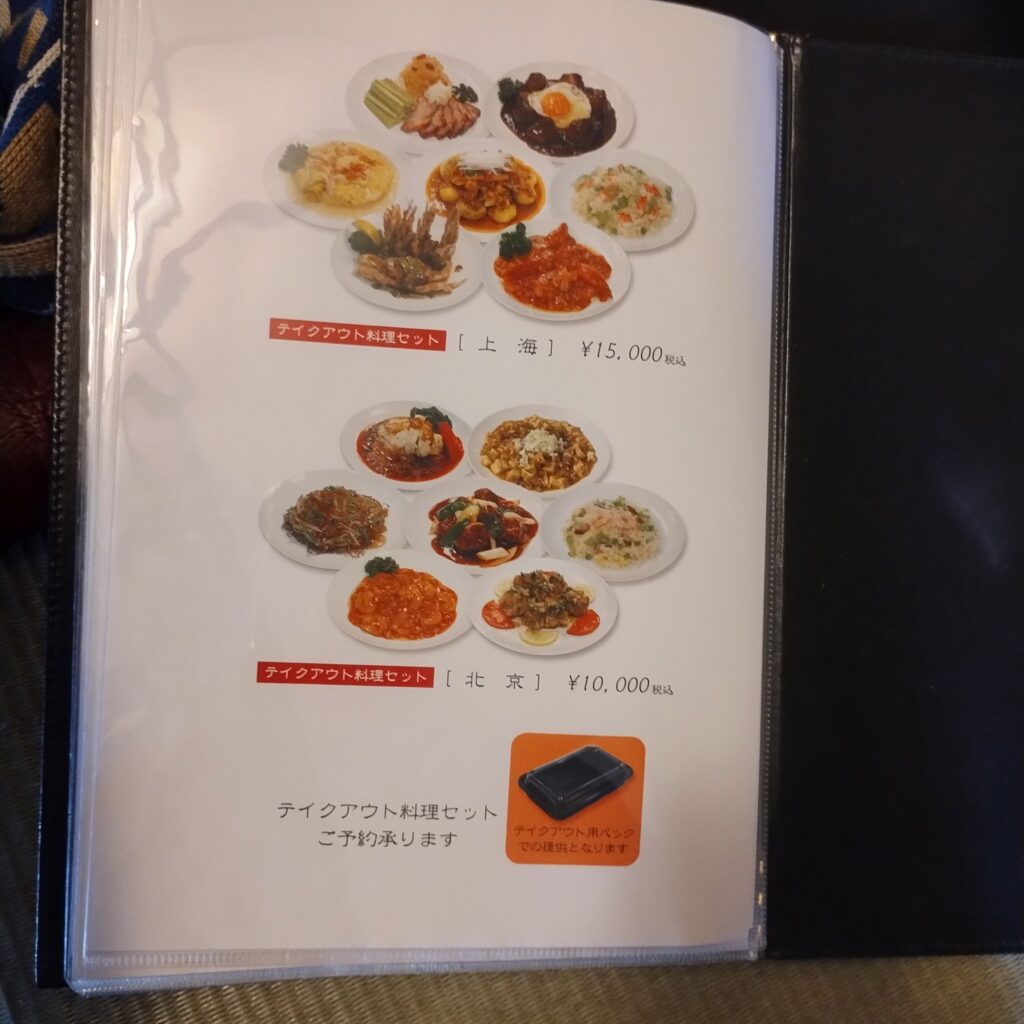 テイクアウト料理セット [ 上 海 ] ¥15,000税込
テイクアウト料理セット [ 北 京 ] ¥10,000税込
テイクアウト料理セット
ご予約承ります
テイクアウト用パック
での提供となります